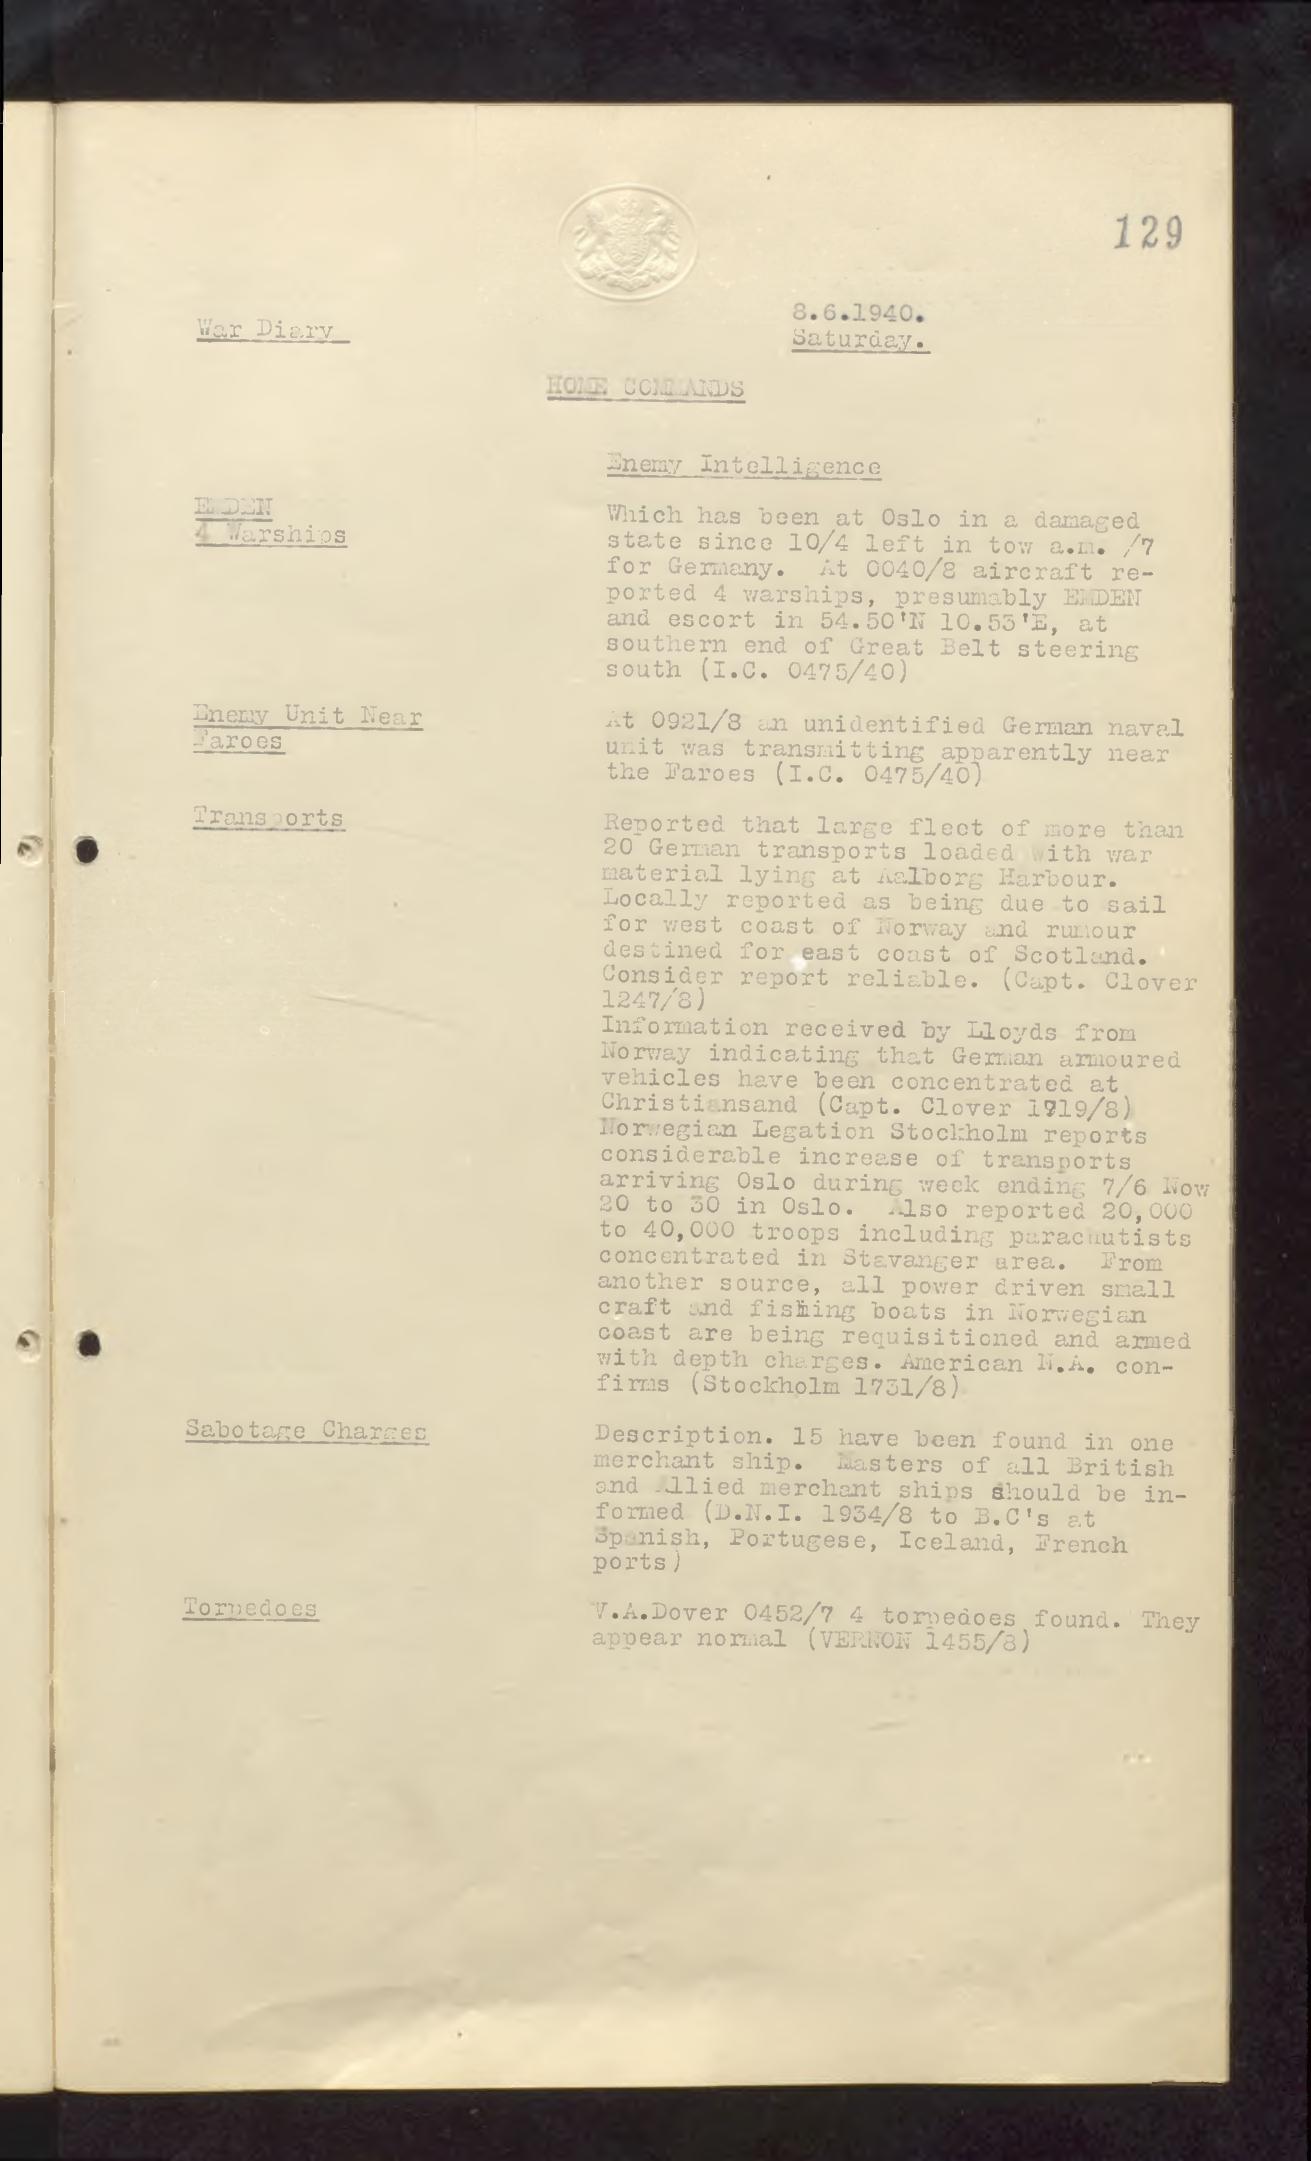 129
War Diary
8.6.1940.
Saturday.
HOME COMMANDS
Enemy Intelligence
EMDEN
4 Warships
Which has been at Oslo in a damaged
state since 10/4 left in tow a.m. /7
for Germany. At 0040/8 aircraft re-
ported 4 warships, presumably EMDEN
and escort in 54.50'N 10.53'E, at
southern end of Great Belt steering
south (I.C. 0475/40)
Enemy Unit Near
Faroes
At 0921/8 an unidentified German naval
unit was transmitting apparently near
the Faroes (I.C. 0475/40)
Transports
Reported that large fleet of more than
20 German transports loaded with war
material lying at Aalborg Harbour.
Locally reported as being due to sail
for west coast of Norway and rumour
destined for east coast of Scotland.
Consider report reliable. (Capt. Clover
1247/8)
Information received by Lloyds from
Norway indicating that German armoured
vehicles have been concentrated at
Christiansand (Capt. Clover 1719/8)
Norwegian Legation Stockholm reports
considerable increase of transports
arriving Oslo during week ending 7/6 Now
20 to 30 in Oslo. Also reported 20,000
to 40,000 troops including parachutists
concentrated in Stavanger area. From
another source, all power driven small
craft and fishing boats in Norwegian
coast are being requisitioned and armed
with depth charges. American N.A. con-
firms (Stockholm 1731/8)
Sabotage Charges
Description. 15 have been found in one
merchant ship. Masters of all British
and Allied merchant ships should be in-
formed (D.N.I. 1934/8 to B.C's at
Spanish, Portugese, Iceland, French
ports)
Torpedoes
V.A.Dover 0452/7 4 torpedoes found. They
appear normal (VERNON 1455/8)